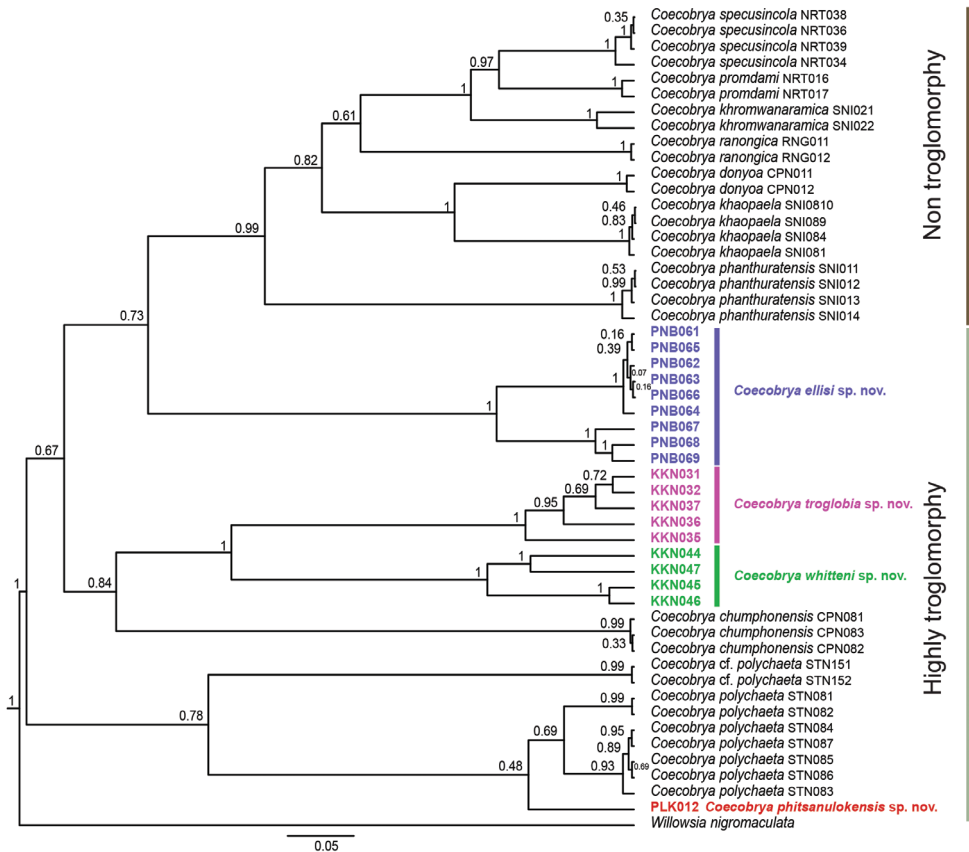 0.35
Coecobrya specusincola NRT038
1
Coecobrya specusincola NRT036
Coecobrya specusincola NRT039
0.97
Coecobrya specusincola NRT034
1
Coecobrya promdami NRT016
1
Coecobrya promdami NRT017
1
Coecobrya khromwanaramica SNI021
0.61
Coecobrya khromwanaramica SNI022
1
Coecobrya ranongica RNG011
0.82
Coecobrya ranongica RNG012
1
Coecobrya donyoa CPN011
Coecobrya donyoa CPN012
1
0.46
Coecobrya khaopaela SNI0810
0.83
Coecobrya khaopaela SNI089
0.99
1
Coecobrya khaopaela SNI084
Coecobrya khaopaela SNI081
0.53
Coecobrya phanthuratensis SNI011
0.99
Coecobrya phanthuratensis SNI012
1
Coecobrya phanthuratensis SNI013
0.73
Coecobrya phanthuratensis SNI014
Non troglomorphy
0.16
PNB061
0.39
PNB065
PNB062
0.07
1
PNB063
0.16
PNB066
Coecobrya ellisi sp. nov.
1
PNB064
PNB067
1
PNB068
1
PNB069
0.67
0.72
KKN031
0.69
KKN032
0.95
KKN037
Coecobrya troglobia sp. nov.
1
KKN036
KKN035
1
1
KKN044
KKN047
Coecobrya whitteni sp. nov.
1
1
KKN045
0.84
KKN046
1
0.99
Coecobrya chumphonensis CPN081
Coecobrya chumphonensis CPN083
0.33
Coecobrya chumphonensis CPN082
0.99
Coecobrya cf. polychaeta STN151
Coecobrya cf. polychaeta STN152
1
0.78
0.99
Coecobrya polychaeta STN081
Coecobrya polychaeta STN082
0.69
0.95
Coecobrya polychaeta STN084
0.89
Coecobrya polychaeta STN087
0.48
0.93
0.69
Coecobrya polychaeta STN085
Coecobrya polychaeta STN086
Coecobrya polychaeta STN083
PLK012 Coecobrya phitsanulokensis sp. nov.
Willowsia nigromaculata
Highly troglomorphy
0.05